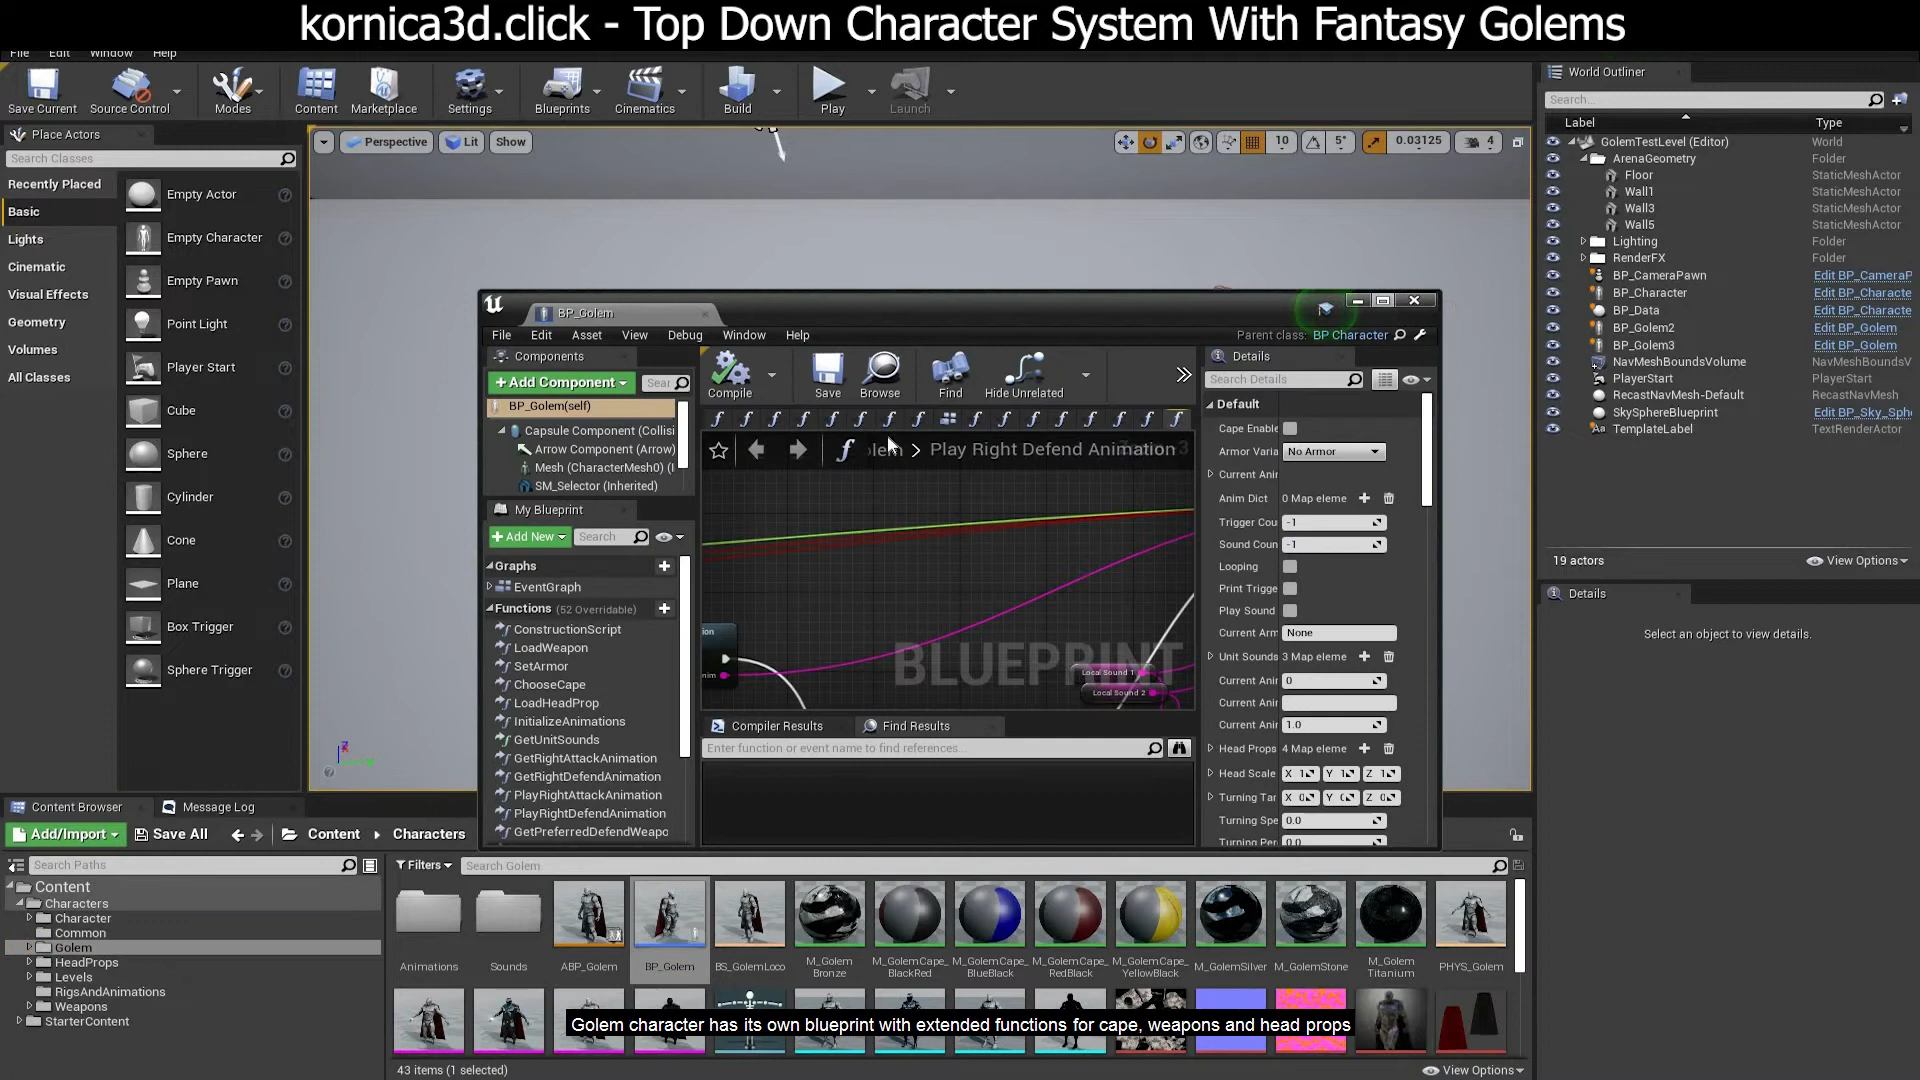 kornica3d.click - Top Down Character System With Fantasy Golems
File Edit Window Help
Save Current Source Control Modes Content Marketplace Settings Blueprints Cinematics Build Play Launch
Place Actors
Search Classes
Recently Placed
Basic
Lights
Cinematic
Visual Effects
Geometry
Volumes
All Classes
Empty Actor
Empty Character
Empty Pawn
Point Light
Player Start
Cube
Sphere
Cylinder
Cone
Plane
Box Trigger
Sphere Trigger
Perspective Lit Show
10 5° 0.03125 4
World Outliner
Search...
Label Type
GolemTestLevel (Editor) World
ArenaGeometry Folder
Floor StaticMeshActor
Wall1 StaticMeshActor
Wall3 StaticMeshActor
Wall5 StaticMeshActor
Lighting Folder
RenderFX Folder
BP_CameraPawn Edit BP_CameraP
BP_Character Edit BP_Characte
BP_Data Edit BP_Characte
BP_Golem2 Edit BP_Golem
BP_Golem3 Edit BP_Golem
NavMeshBoundsVolume NavMeshBoundsV
PlayerStart PlayerStart
RecastNavMesh-Default RecastNavMesh
SkySphereBlueprint Edit BP_Sky_Sph
TemplateLabel TextRenderActor
19 actors View Options
Details
Select an object to view details.
BP_Golem
File Edit Asset View Debug Window Help
Parent class: BP Character
Components
+ Add Component Sear
BP_Golem(self)
Capsule Component (Collisi
Arrow Component (Arrow)
Mesh (CharacterMesh0) (I
SM_Selector (Inherited)
My Blueprint
+ Add New Search
Graphs
EventGraph
Functions (52 Overridable)
ConstructionScript
LoadWeapon
SetArmor
ChooseCape
LoadHeadProp
InitializeAnimations
GetUnitSounds
GetRightAttackAnimation
GetRightDefendAnimation
PlayRightAttackAnimation
PlayRightDefendAnimation
GetPreferredDefendWeapo
Compile Save Browse Find Hide Unrelated
olem > Play Right Defend Animation
BLUEPRINT
Local Sound 1
Local Sound 2
Compiler Results Find Results
Enter function or event name to find references...
Details
Search Details
Default
Cape Enable
Armor Varia No Armor
Current Anir
Anim Dict 0 Map eleme
Trigger Cou -1
Sound Coun -1
Looping
Print Trigge
Play Sound
Current Arm None
Unit Sounds 3 Map eleme
Current Anir 0
Current Anir
Current Anir 1.0
Head Props 4 Map eleme
Head Scale X 1 Y 1 Z 1
Turning Tar X 0 Y 0 Z 0
Turning Spe 0.0
Turning Per 0.0
Content Browser Message Log
Add/Import Save All Content Characters
Search Paths
Content
Characters
Character
Common
Golem
HeadProps
Levels
RigsAndAnimations
Weapons
StarterContent
Filters Search Golem
Animations
Sounds
ABP_Golem
BP_Golem
BS_GolemLoco
M_Golem
Bronze
M_GolemCape_
BlackRed
M_GolemCape_
BlueBlack
M_GolemCape_
RedBlack
M_GolemCape_
YellowBlack
M_GolemSilver
M_GolemStone
M_Golem
Titanium
PHYS_Golem
Golem character has its own blueprint with extended functions for cape, weapons and head props
43 items (1 selected) View Options